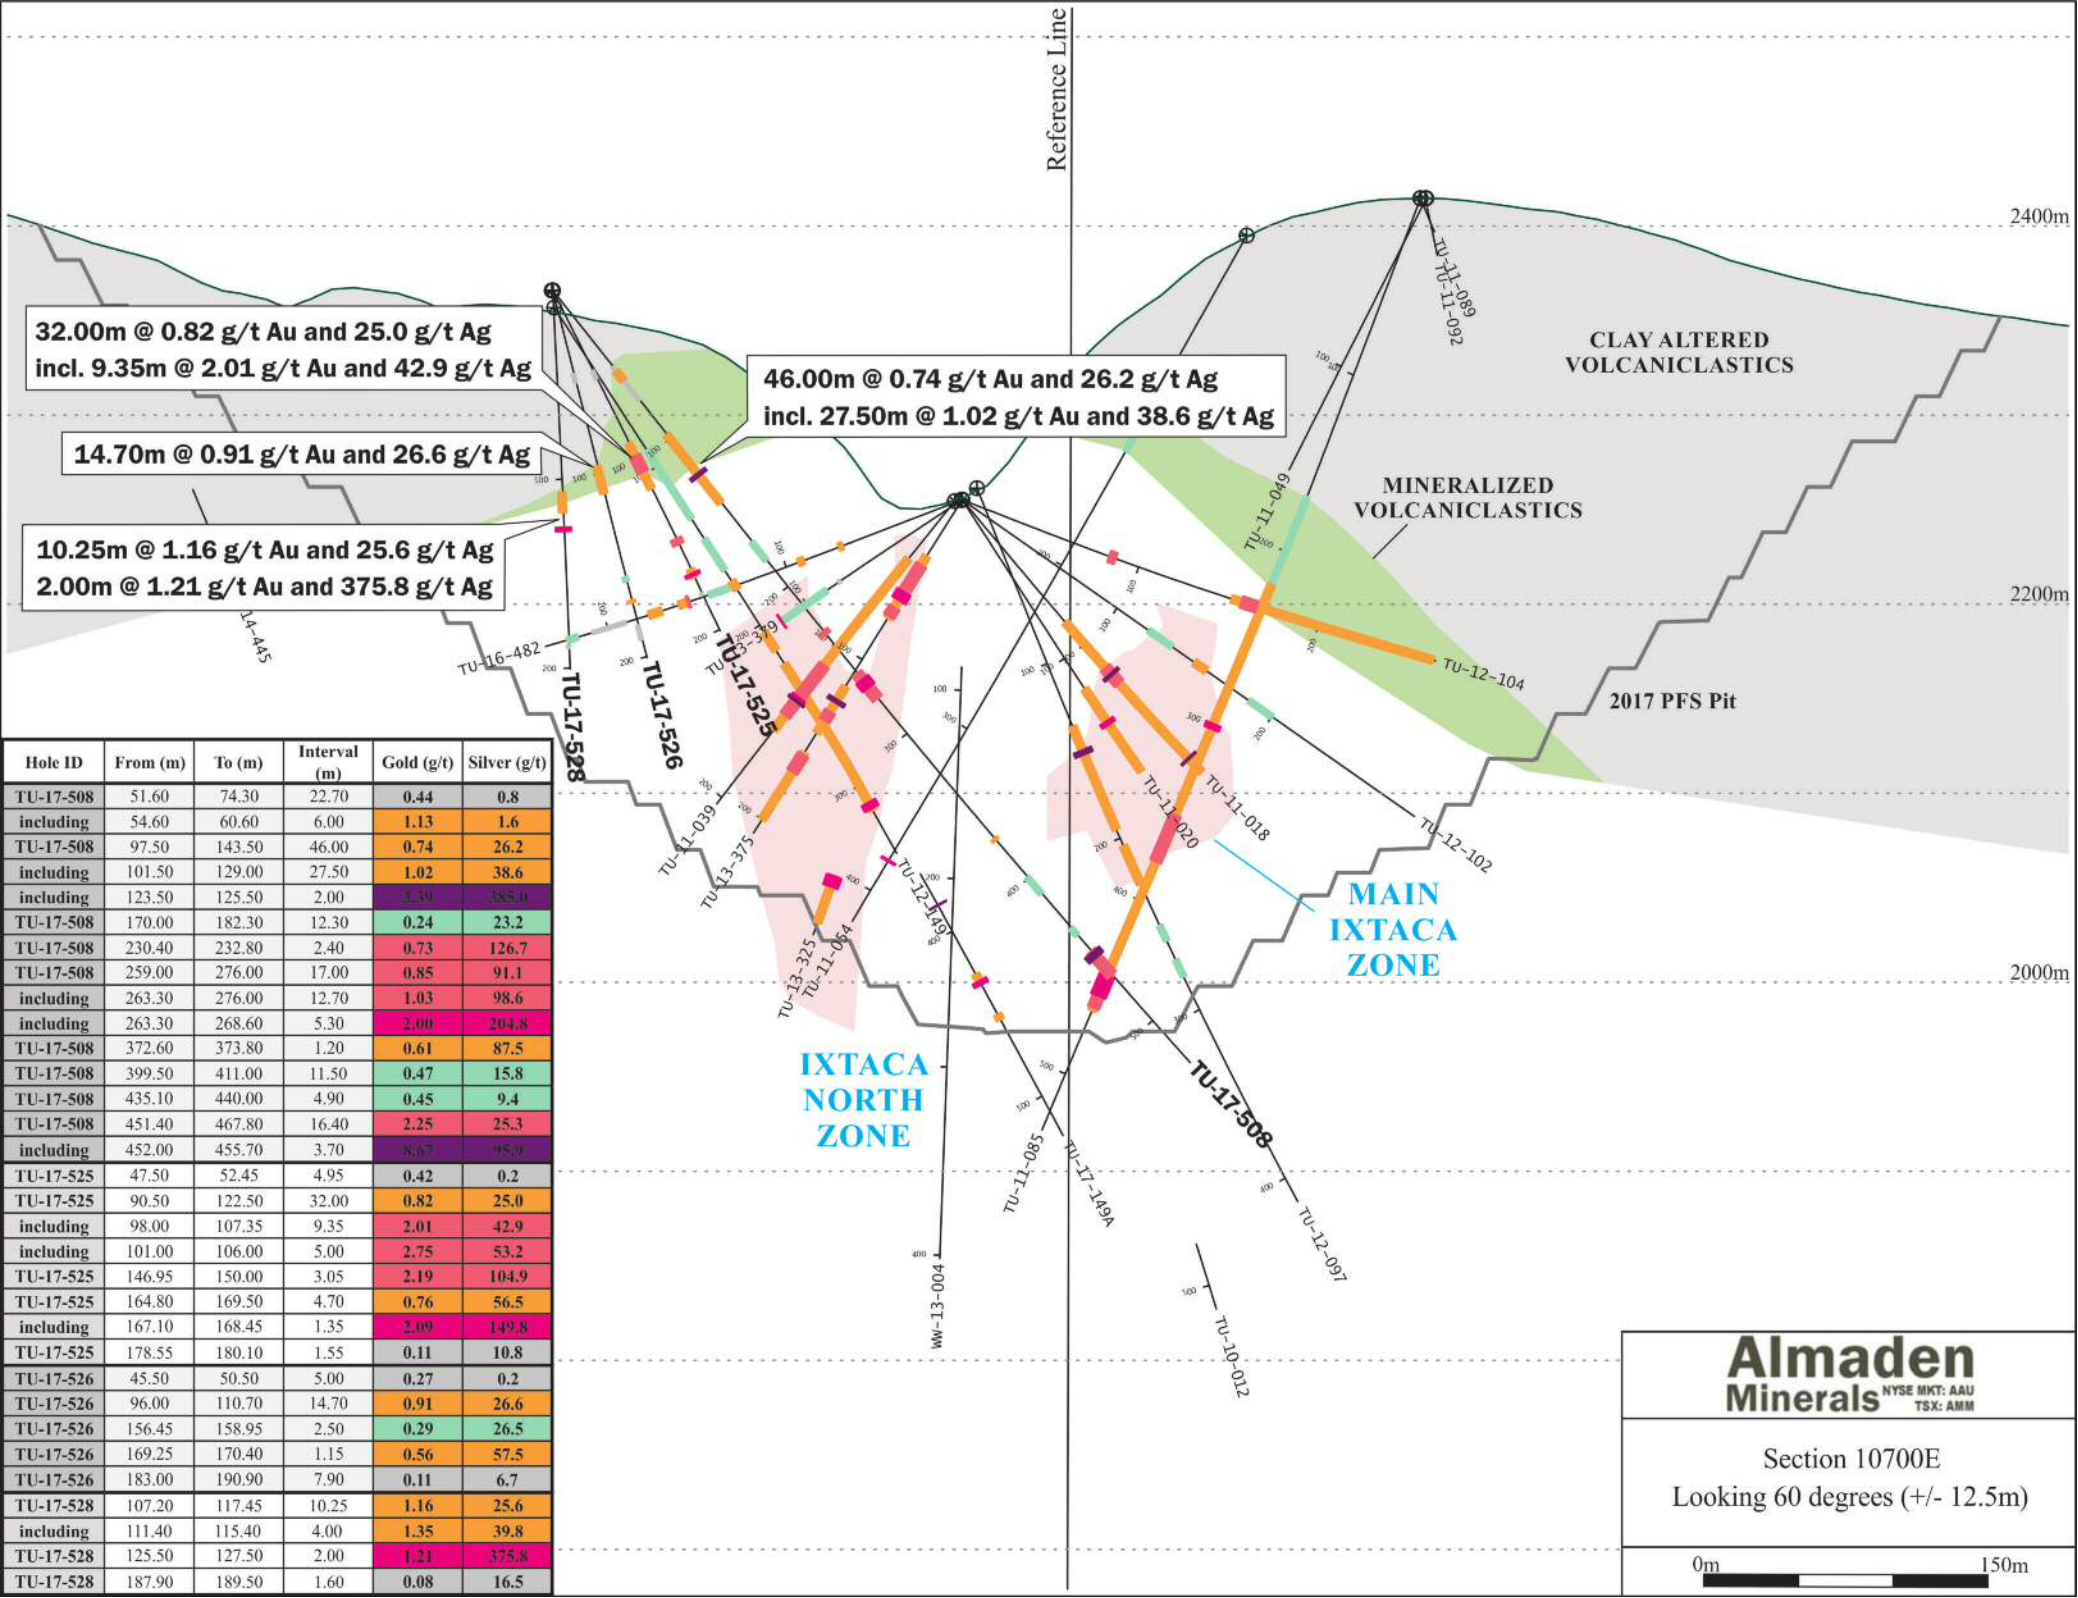 Reference Line
2400m
TU-11-089
TU-11-092
CLAY ALTERED
VOLCANICLASTICS
32.00m @ 0.82 g/t Au and 25.0 g/t Ag
incl. 9.35m @ 2.01 g/t Au and 42.9 g/t Ag
46.00m @ 0.74 g/t Au and 26.2 g/t Ag
incl. 27.50m @ 1.02 g/t Au and 38.6 g/t Ag
14.70m @ 0.91 g/t Au and 26.6 g/t Ag
10.25m @ 1.16 g/t Au and 25.6 g/t Ag
2.00m @ 1.21 g/t Au and 375.8 g/t Ag
MINERALIZED
VOLCANICLASTICS
TU-11-049
2200m
14-445
TU-16-482
TU-17-528
TU-17-526
TU-17-525
TU-12-104
2017 PFS Pit
TU-11-039
TU-13-375
TU-13-325
TU-11-064
TU-12-149
TU-11-020
TU-11-018
TU-12-102
MAIN
IXTACA
ZONE
2000m
IXTACA
NORTH
ZONE
TU-17-508
TU-11-085
TU-17-149A
TU-12-097
WW-13-004
TU-10-012
Hole ID From (m) To (m) Interval (m) Gold (g/t) Silver (g/t)
TU-17-508 51.60 74.30 22.70 0.44 0.8
including 54.60 60.60 6.00 1.13 1.6
TU-17-508 97.50 143.50 46.00 0.74 26.2
including 101.50 129.00 27.50 1.02 38.6
including 123.50 125.50 2.00 3.39 385.0
TU-17-508 170.00 182.30 12.30 0.24 23.2
TU-17-508 230.40 232.80 2.40 0.73 126.7
TU-17-508 259.00 276.00 17.00 0.85 91.1
including 263.30 276.00 12.70 1.03 98.6
including 263.30 268.60 5.30 2.00 204.8
TU-17-508 372.60 373.80 1.20 0.61 87.5
TU-17-508 399.50 411.00 11.50 0.47 15.8
TU-17-508 435.10 440.00 4.90 0.45 9.4
TU-17-508 451.40 467.80 16.40 2.25 25.3
including 452.00 455.70 3.70 8.67 95.9
TU-17-525 47.50 52.45 4.95 0.42 0.2
TU-17-525 90.50 122.50 32.00 0.82 25.0
including 98.00 107.35 9.35 2.01 42.9
including 101.00 106.00 5.00 2.75 53.2
TU-17-525 146.95 150.00 3.05 2.19 104.9
TU-17-525 164.80 169.50 4.70 0.76 56.5
including 167.10 168.45 1.35 2.09 149.8
TU-17-525 178.55 180.10 1.55 0.11 10.8
TU-17-526 45.50 50.50 5.00 0.27 0.2
TU-17-526 96.00 110.70 14.70 0.91 26.6
TU-17-526 156.45 158.95 2.50 0.29 26.5
TU-17-526 169.25 170.40 1.15 0.56 57.5
TU-17-526 183.00 190.90 7.90 0.11 6.7
TU-17-528 107.20 117.45 10.25 1.16 25.6
including 111.40 115.40 4.00 1.35 39.8
TU-17-528 125.50 127.50 2.00 1.21 375.8
TU-17-528 187.90 189.50 1.60 0.08 16.5
Almaden
Minerals NYSE MKT: AAU
TSX: AMM
Section 10700E
Looking 60 degrees (+/- 12.5m)
0m 150m